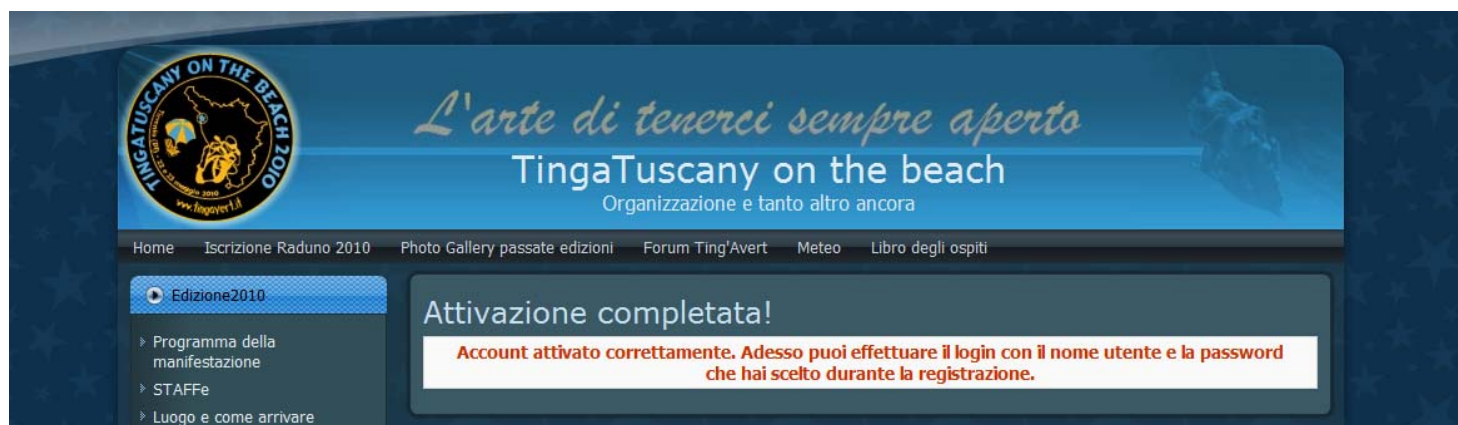 TINGATUSCANY ON THE BEACH 2010
www.tingavert.it
L'arte di tenerci sempre aperto
TingaTuscany on the beach
Organizzazione e tanto altro ancora
Home Iscrizione Raduno 2010 Photo Gallery passate edizioni Forum Ting'Avert Meteo Libro degli ospiti
Edizione2010
Attivazione completata!
Account attivato correttamente. Adesso puoi effettuare il login con il nome utente e la password
che hai scelto durante la registrazione.
Programma della
manifestazione
STAFFe
Luogo e come arrivare